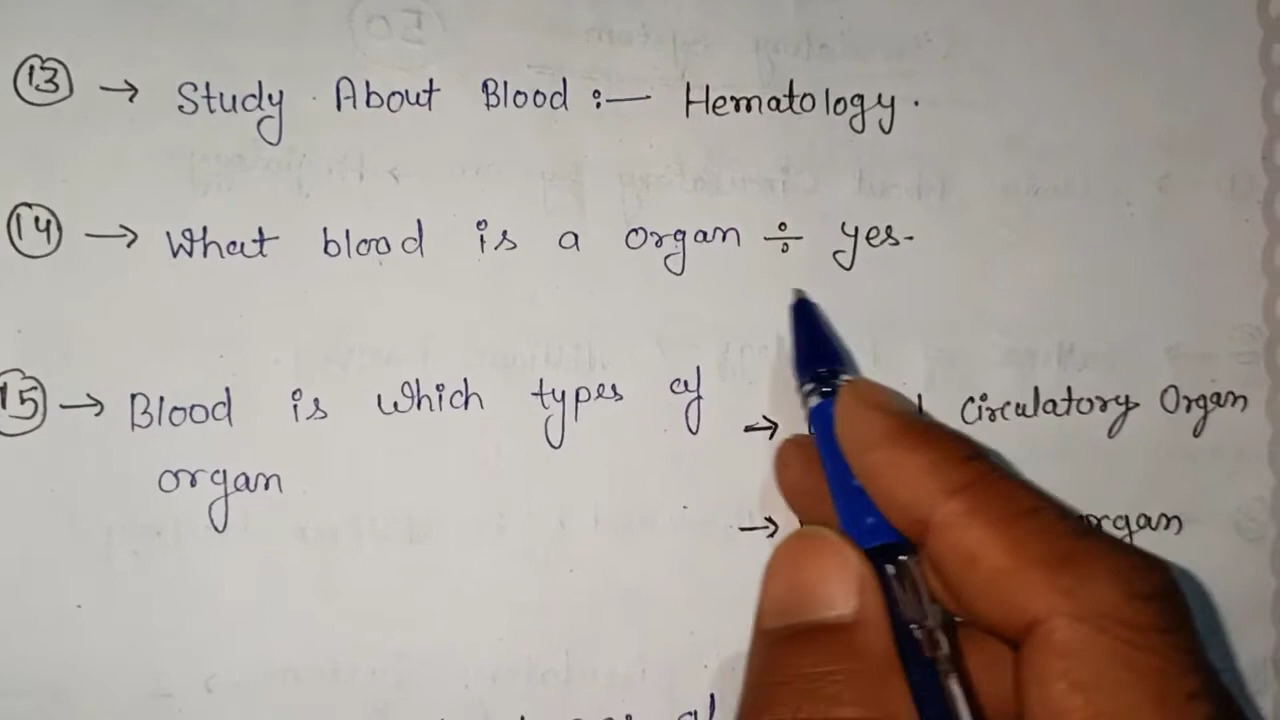 13 → Study About Blood :— Hematology.
14 → What blood is a organ ÷ yes.
15 → Blood is which types of
organ
→ Circulatory Organ
→ organ